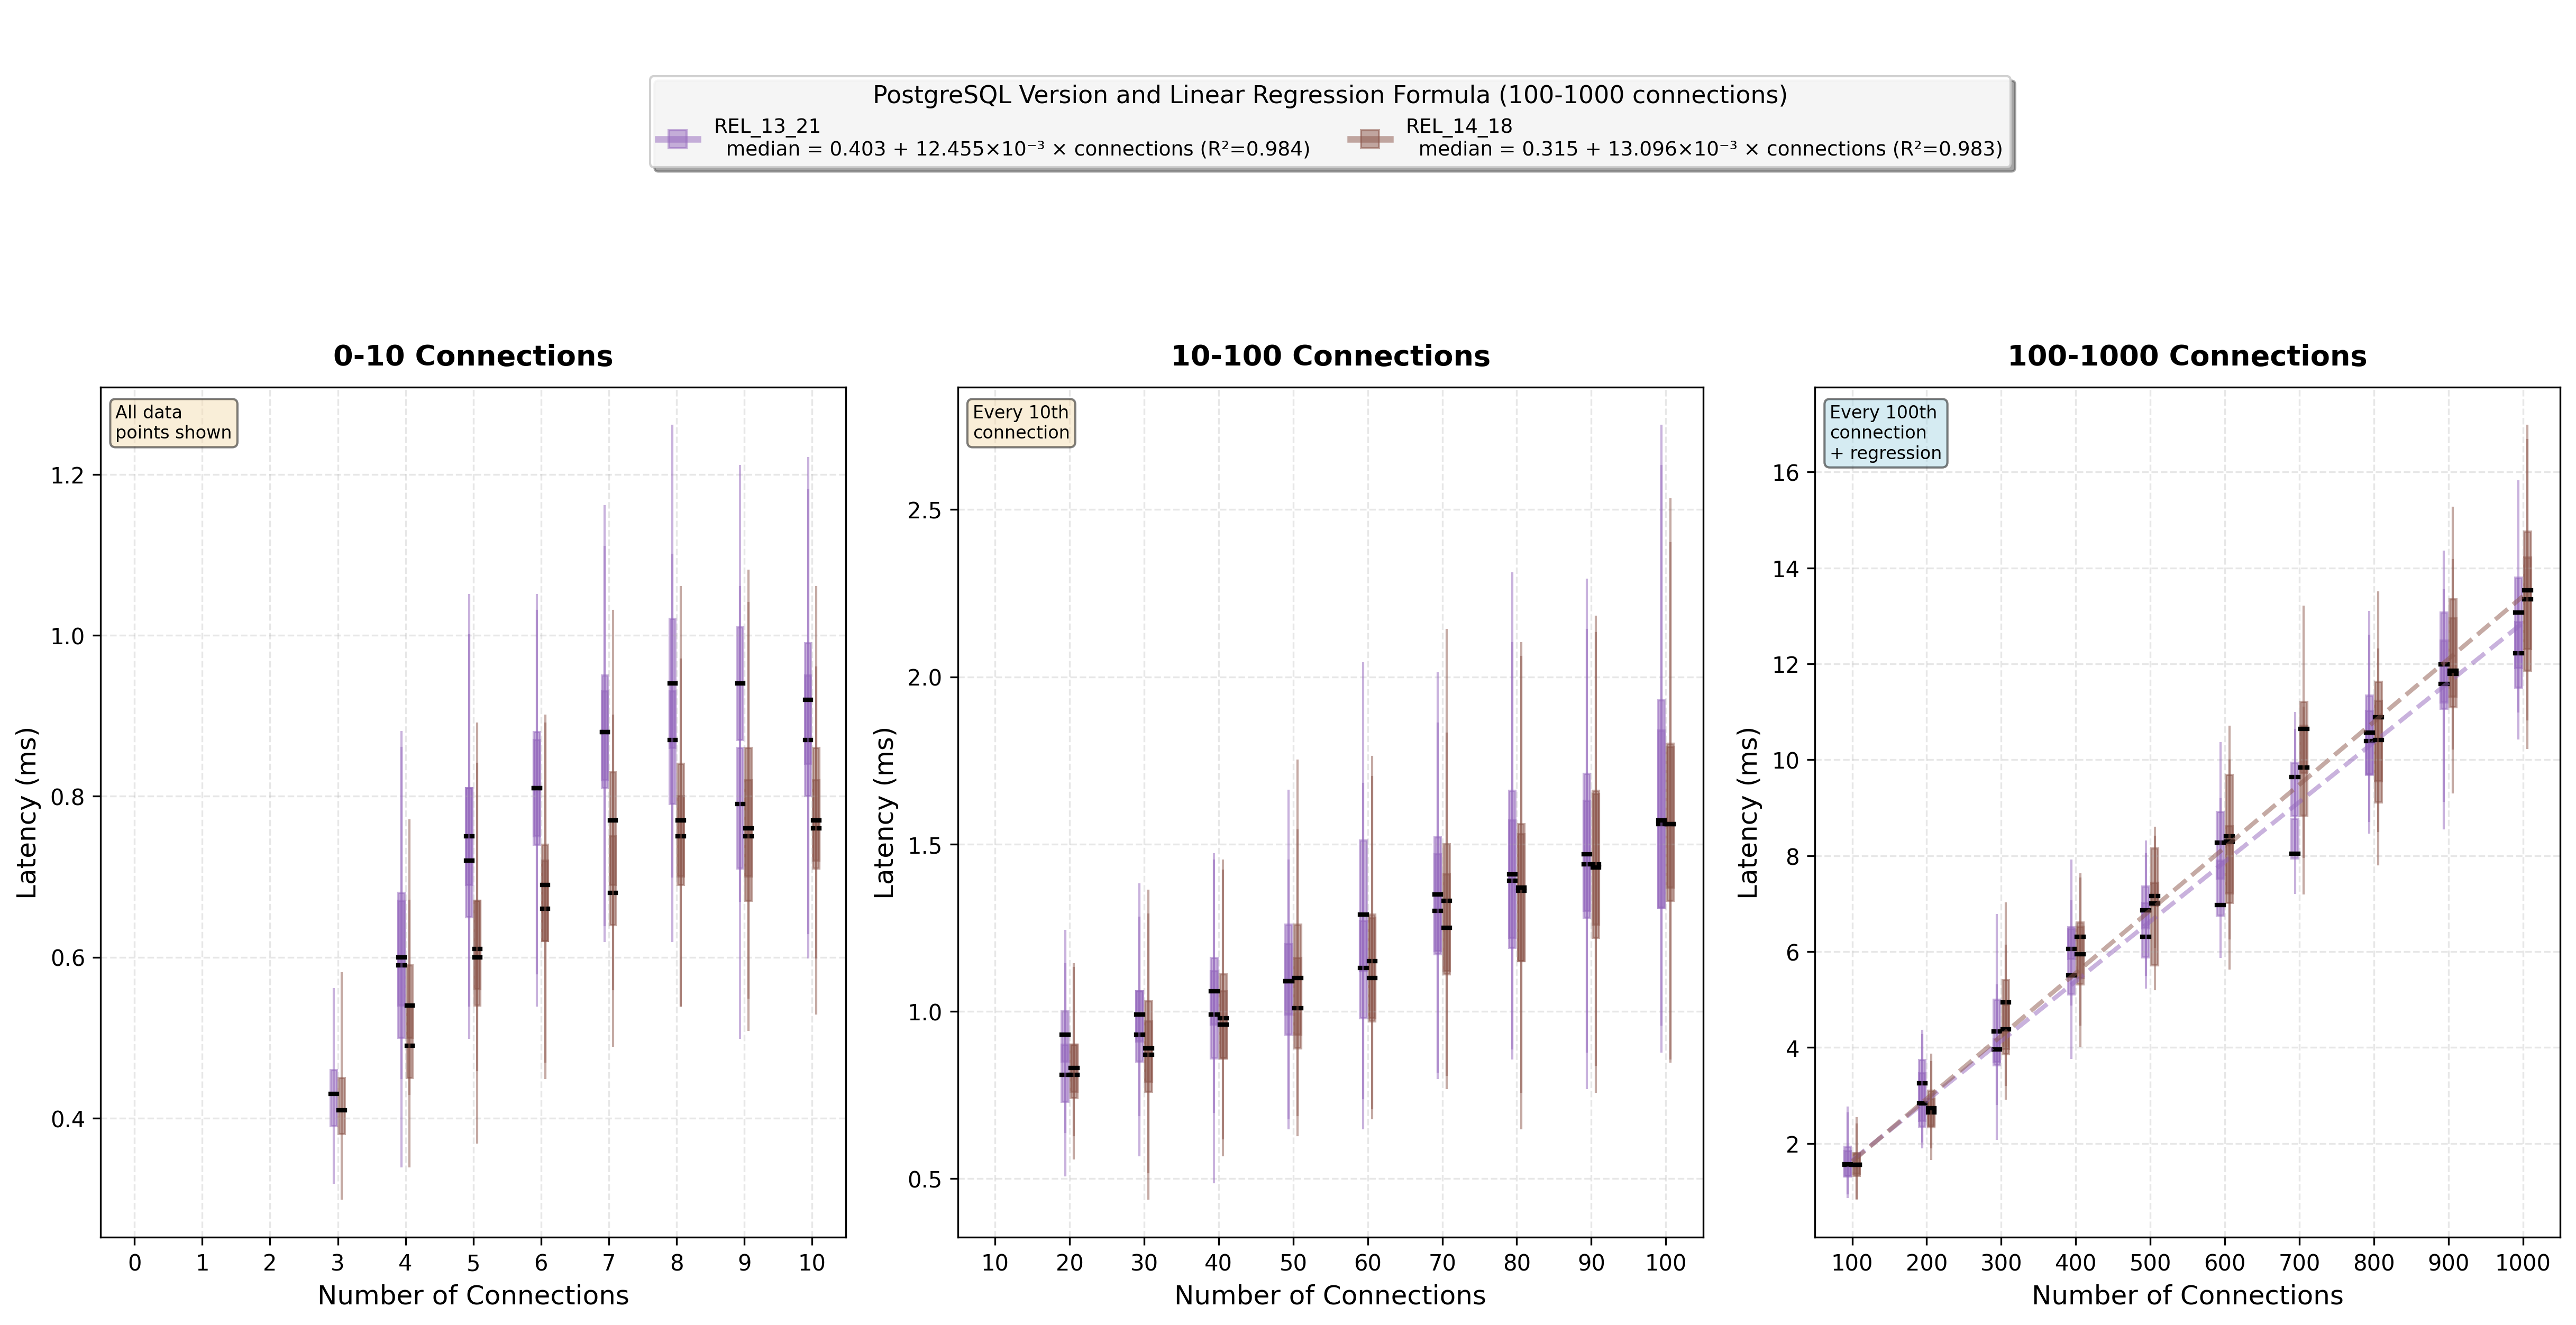 PostgreSQL Version and Linear Regression Formula (100-1000 connections)
REL_13_21
median = 0.403 + 12.455×10⁻³ × connections (R²=0.984)
REL_14_18
median = 0.315 + 13.096×10⁻³ × connections (R²=0.983)
0-10 Connections
All data
points shown
1.2
1.0
0.8
0.6
0.4
Latency (ms)
0 1 2 3 4 5 6 7 8 9 10
Number of Connections
10-100 Connections
Every 10th
connection
2.5
2.0
1.5
1.0
0.5
Latency (ms)
10 20 30 40 50 60 70 80 90 100
Number of Connections
100-1000 Connections
Every 100th
connection
+ regression
16
14
12
10
8
6
4
2
Latency (ms)
100 200 300 400 500 600 700 800 900 1000
Number of Connections